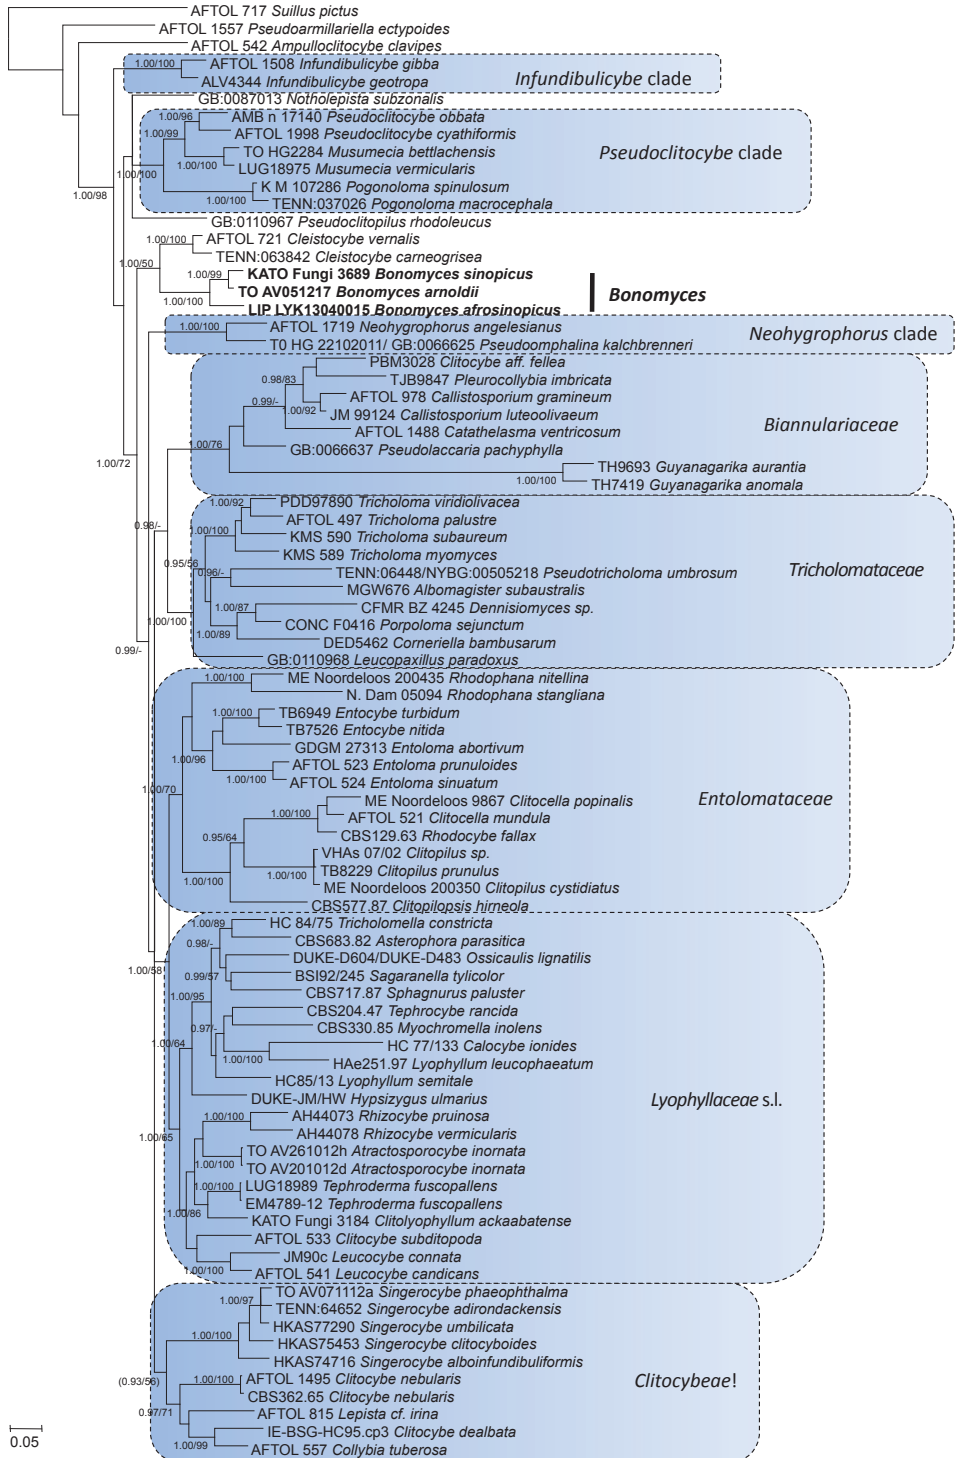 AFTOL 717 Suillus pictus
AFTOL 1557 Pseudoarmillariella ectypoides
AFTOL 542 Ampulloclitocybe clavipes
1.00/100
AFTOL 1508 Infundibulicybe gibba
ALV4344 Infundibulicybe geotropa
Infundibulicybe clade
GB:0087013 Notholepista subzonalis
1.00/96
AMB n 17140 Pseudoclitocybe obbata
1.00/99
AFTOL 1998 Pseudoclitocybe cyathiformis
TO HG2284 Musumecia bettlachensis
Pseudoclitocybe clade
1.00/100
LUG18975 Musumecia vermicularis
1.00/100
K M 107286 Pogonoloma spinulosum
1.00/98
1.00/100
TENN:037026 Pogonoloma macrocephala
GB:0110967 Pseudoclitopilus rhodoleucus
1.00/100
AFTOL 721 Cleistocybe vernalis
TENN:063842 Cleistocybe carneogrisea
1.00/50
1.00/99
KATO Fungi 3689 Bonomyces sinopicus
TO AV051217 Bonomyces arnoldii
Bonomyces
1.00/100
LIP LYK13040015 Bonomyces afrosinopicus
1.00/100
AFTOL 1719 Neohygrophorus angelesianus
Neohygrophorus clade
T0 HG 22102011/ GB:0066625 Pseudoomphalina kalchbrenneri
PBM3028 Clitocybe aff. fellea
0.98/83
TJB9847 Pleurocollybia imbricata
AFTOL 978 Callistosporium gramineum
0.99/-
1.00/92
JM 99124 Callistosporium luteoolivaeum
Biannulariaceae
AFTOL 1488 Catathelasma ventricosum
1.00/76
GB:0066637 Pseudolaccaria pachyphylla
1.00/72
TH9693 Guyanagarika aurantia
1.00/100
TH7419 Guyanagarika anomala
1.00/92
PDD97890 Tricholoma viridiolivacea
0.98/-
AFTOL 497 Tricholoma palustre
1.00/100
KMS 590 Tricholoma subaureum
KMS 589 Tricholoma myomyces
0.95/56
0.96/-
TENN:06448/NYBG:00505218 Pseudotricholoma umbrosum
Tricholomataceae
MGW676 Albomagister subaustralis
1.00/87
CFMR BZ 4245 Dennisiomyces sp.
1.00/100
CONC F0416 Porpoloma sejunctum
1.00/89
DED5462 Corneriella bambusarum
0.99/-
GB:0110968 Leucopaxillus paradoxus
1.00/100
ME Noordeloos 200435 Rhodophana nitellina
N. Dam 05094 Rhodophana stangliana
1.00/100
TB6949 Entocybe turbidum
TB7526 Entocybe nitida
GDGM 27313 Entoloma abortivum
1.00/96
AFTOL 523 Entoloma prunuloides
1.00/100
AFTOL 524 Entoloma sinuatum
1.00/70
ME Noordeloos 9867 Clitocella popinalis
Entolomataceae
1.00/100
AFTOL 521 Clitocella mundula
0.95/64
CBS129.63 Rhodocybe fallax
VHAs 07/02 Clitopilus sp.
1.00/100
TB8229 Clitopilus prunulus
1.00/100
ME Noordeloos 200350 Clitopilus cystidiatus
CBS577.87 Clitopilopsis hirneola
1.00/89
HC 84/75 Tricholomella constricta
0.98/-
CBS683.82 Asterophora parasitica
DUKE-D604/DUKE-D483 Ossicaulis lignatilis
1.00/58
0.99/57
BSI92/245 Sagaranella tylicolor
1.00/95
CBS717.87 Sphagnurus paluster
CBS204.47 Tephrocybe rancida
0.97/-
CBS330.85 Myochromella inolens
1.00/64
HC 77/133 Calocybe ionides
1.00/100
HAe251.97 Lyophyllum leucophaeatum
HC85/13 Lyophyllum semitale
DUKE-JM/HW Hypsizygus ulmarius
Lyophyllaceae s.l.
1.00/100
AH44073 Rhizocybe pruinosa
1.00/65
AH44078 Rhizocybe vermicularis
TO AV261012h Atractosporocybe inornata
1.00/100
TO AV201012d Atractosporocybe inornata
1.00/100
LUG18989 Tephroderma fuscopallens
EM4789-12 Tephroderma fuscopallens
1.00/86
KATO Fungi 3184 Clitolyophyllum ackaabatense
AFTOL 533 Clitocybe subditopoda
JM90c Leucocybe connata
1.00/100
AFTOL 541 Leucocybe candicans
TO AV071112a Singerocybe phaeophthalma
1.00/97
TENN:64652 Singerocybe adirondackensis
HKAS77290 Singerocybe umbilicata
1.00/100
HKAS75453 Singerocybe clitocyboides
HKAS74716 Singerocybe alboinfundibuliformis
(0.93/56)
1.00/100
AFTOL 1495 Clitocybe nebularis
Clitocybeae!
CBS362.65 Clitocybe nebularis
0.97/71
AFTOL 815 Lepista cf. irina
IE-BSG-HC95.cp3 Clitocybe dealbata
1.00/99
AFTOL 557 Collybia tuberosa
0.05